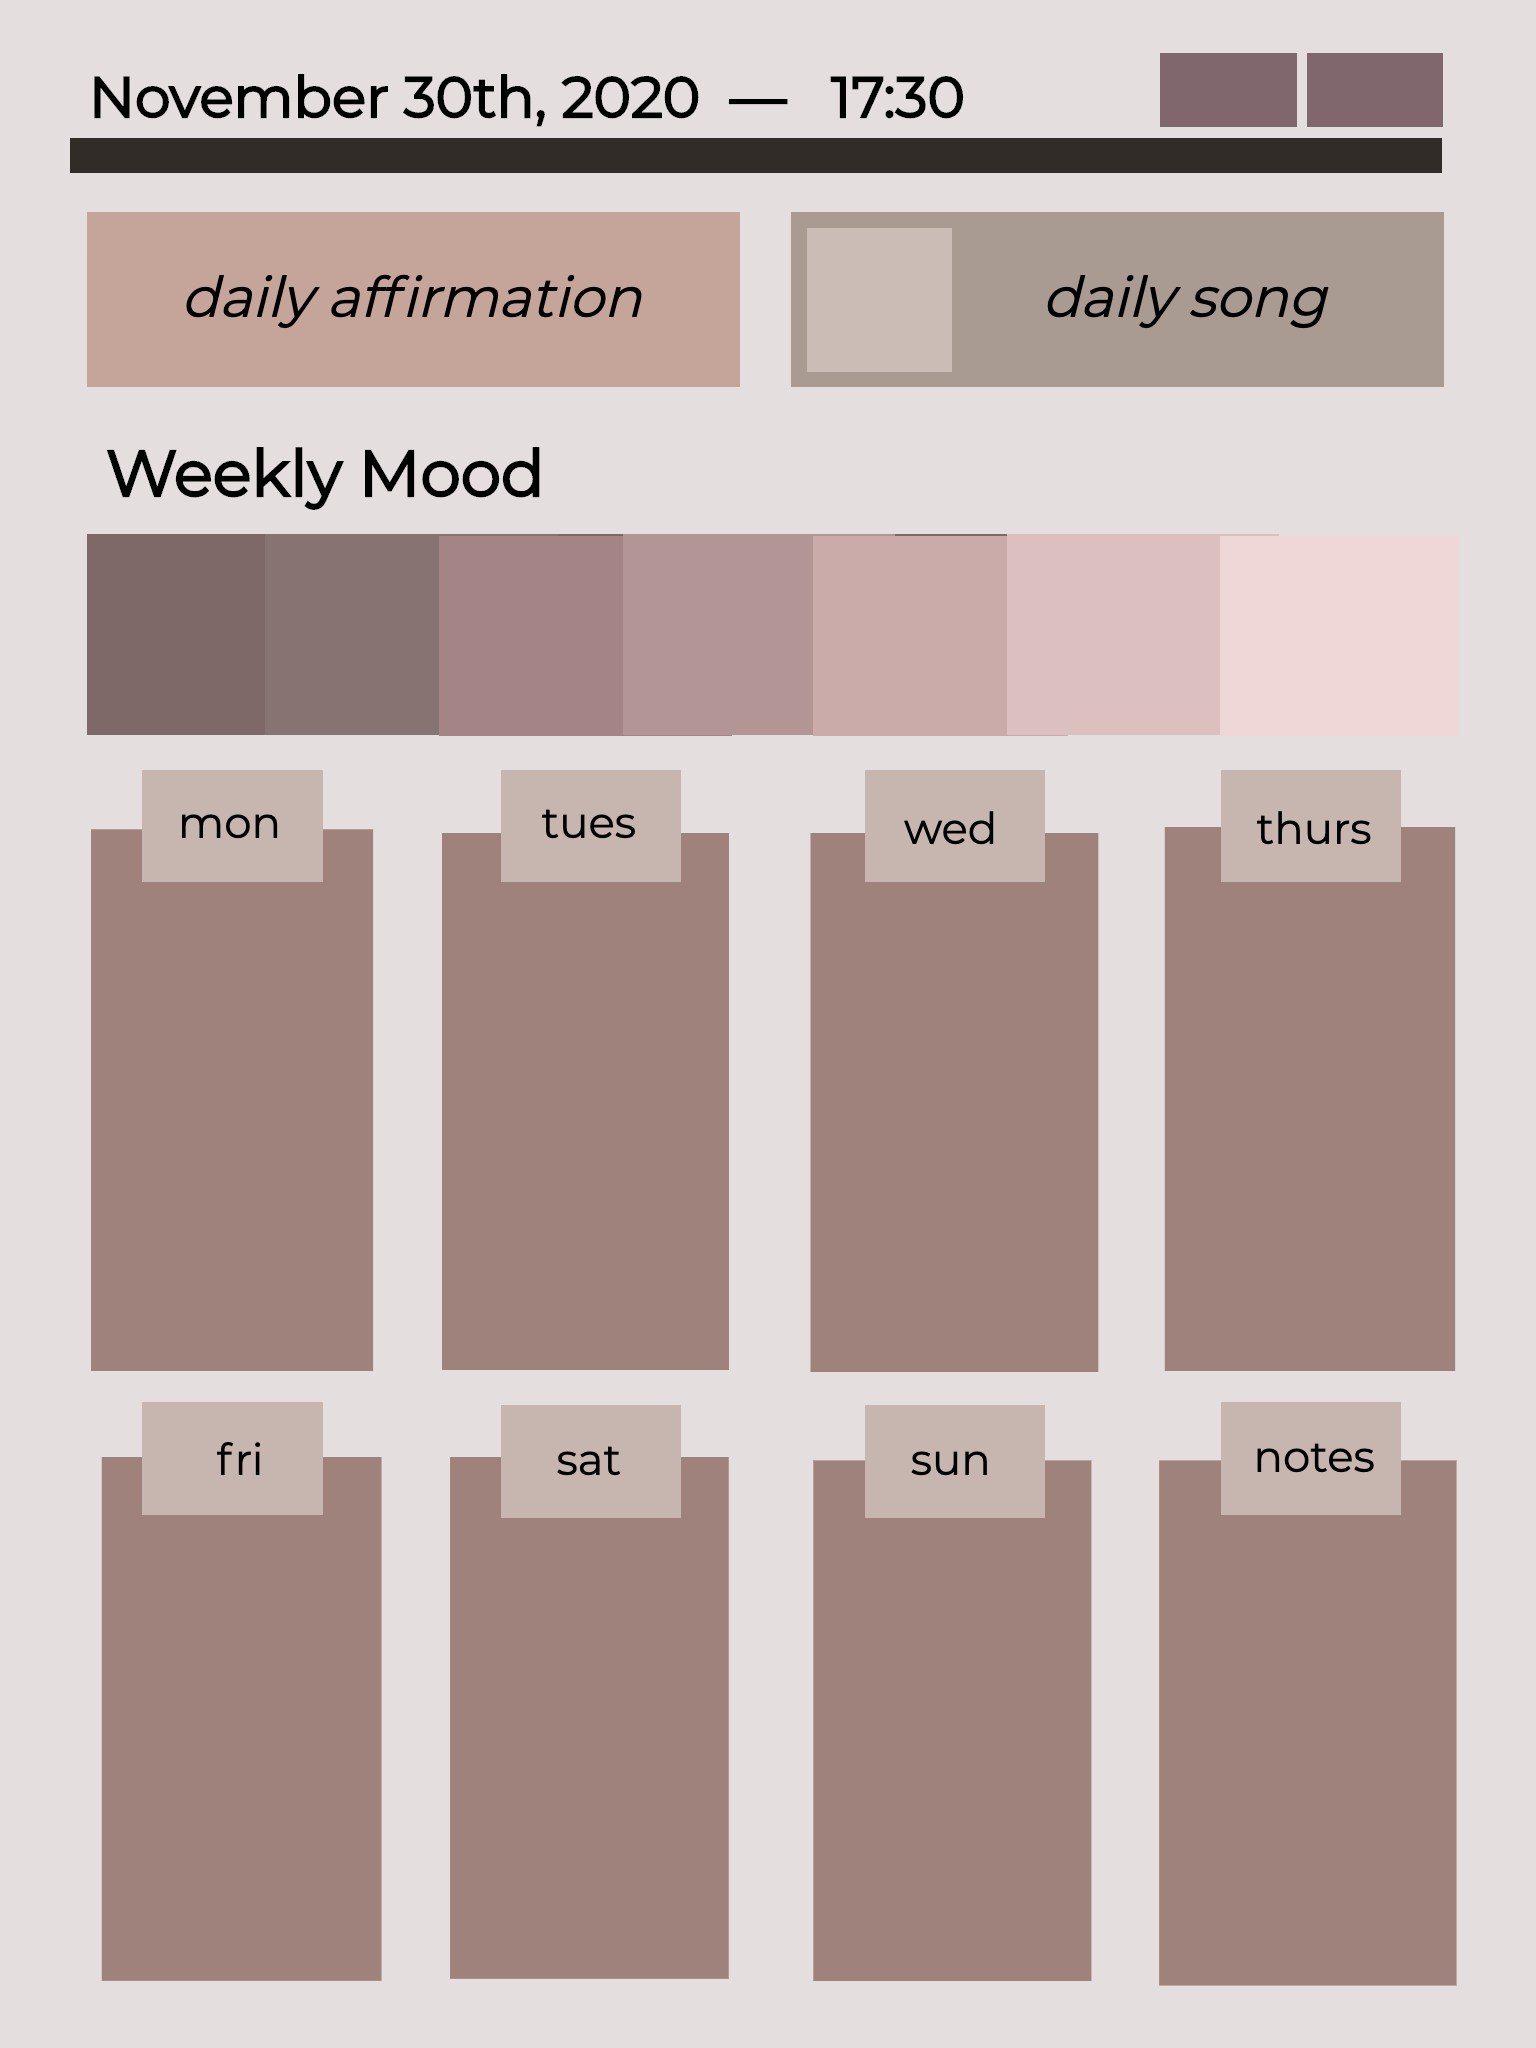 November 30th, 2020 — 17:30
daily affirmation
daily song
Weekly Mood
mon
tues
wed
thurs
fri
sat
sun
notes